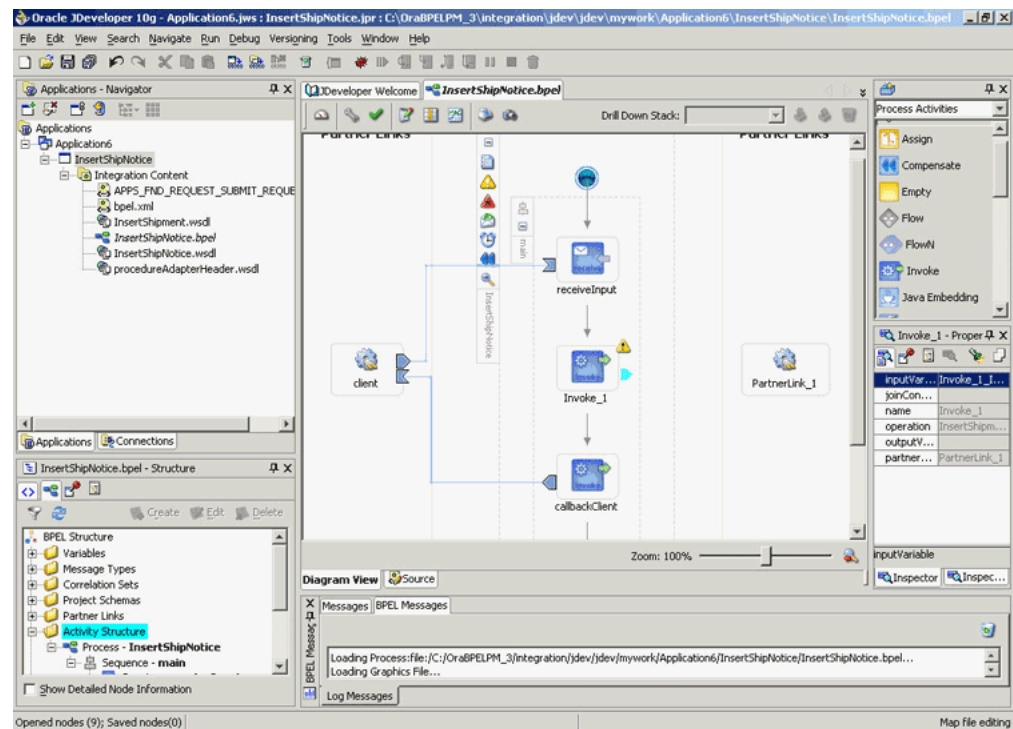 Oracle JDeveloper 10g - Application6.jws : InsertShipNotice.jpr : C:\OraBPELPM_3\integration\jdev\jdev\mywork\Application6\InsertShipNotice\InsertShipNotice.bpel
File Edit View Search Navigate Run Debug Versioning Tools Window Help
Applications - Navigator
Applications
Application6
InsertShipNotice
Integration Content
APPS_FND_REQUEST_SUBMIT_REQUE
bpel.xml
InsertShipment.wsdl
InsertShipNotice.bpel
InsertShipNotice.wsdl
procedureAdapterHeader.wsdl
Applications Connections
InsertShipNotice.bpel - Structure
Create Edit Delete
BPEL Structure
Variables
Message Types
Correlation Sets
Project Schemas
Partner Links
Activity Structure
Process - InsertShipNotice
Sequence - main
Show Detailed Node Information
JDeveloper Welcome InsertShipNotice.bpel
Drill Down Stack:
Partner Links Partner Links
main
InsertShipNotice
receive
receiveInput
client
invoke
Invoke_1
PartnerLink_1
invoke
callbackClient
Zoom: 100%
Diagram View Source
Messages BPEL Messages
BPEL Messag...
Loading Process:file:/C:/OraBPELPM_3/integration/jdev/jdev/mywork/Application6/InsertShipNotice/InsertShipNotice.bpel...
Loading Graphics File...
Log Messages
Process Activities
Assign
Compensate
Empty
Flow
FlowN
Invoke
Java Embedding
Invoke_1 - Proper
inputVar... Invoke_1_I...
joinCon...
name Invoke_1
operation InsertShipm...
outputV...
partner... PartnerLink_1
inputVariable
Inspector Inspec...
Opened nodes (9); Saved nodes(0) Map file editing